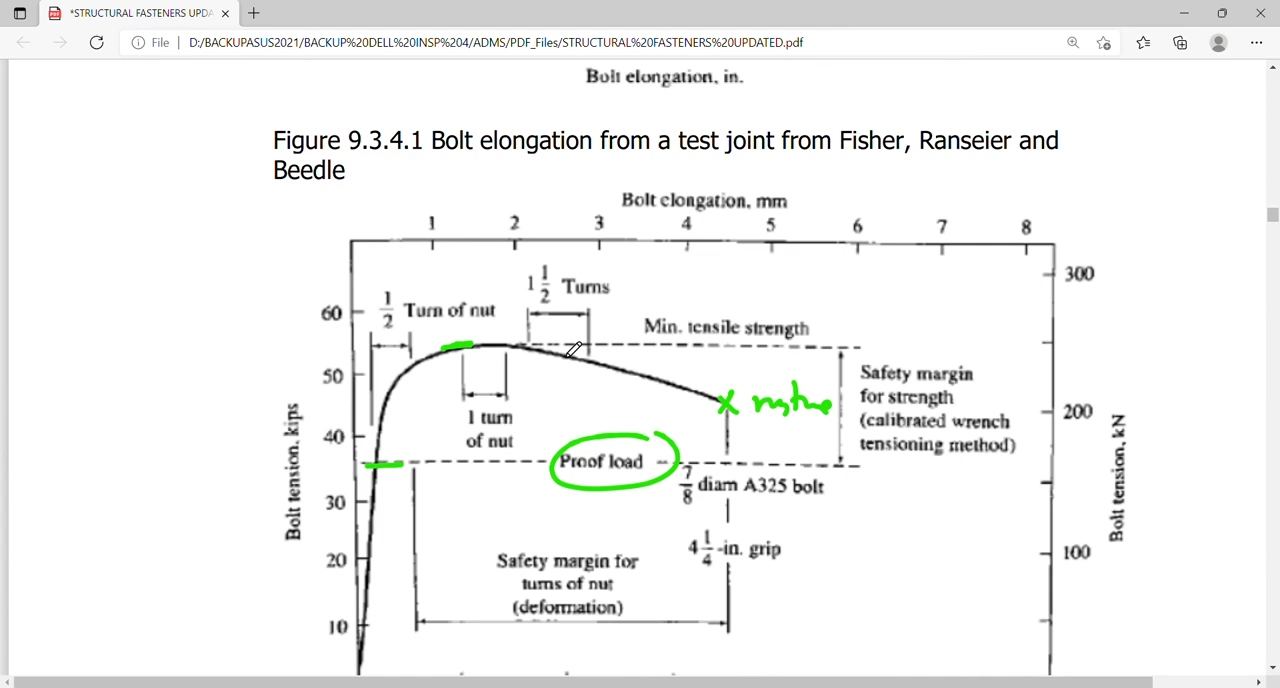 *STRUCTURAL FASTENERS UPDA
File
D:/BACKUPASUS2021/BACKUP%20DELL%20INSP%204/ADMS/PDF_Files/STRUCTURAL%20FASTENERS%20UPDATED.pdf
Bolt elongation, in.
Figure 9.3.4.1 Bolt elongation from a test joint from Fisher, Ranseier and
Beedle
Bolt elongation, mm
1 2 3 4 5 6 7 8
300
1 1/2 Turns
1/2 Turn of nut
60
Min. tensile strength
50
Safety margin
for strength
(calibrated wrench
tensioning method)
rupture
200
1 turn
of nut
40
Proof load
7/8 diam A325 bolt
30
Bolt tension, kips
Bolt tension, kN
4 1/4-in. grip
100
20
Safety margin for
turns of nut
(deformation)
10